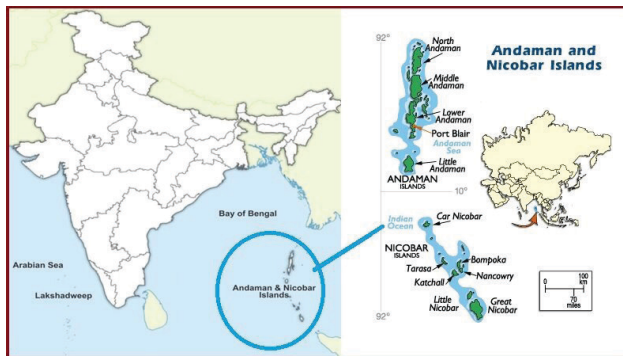 Bay of Bengal
Arabian Sea
Lakshadweep
Andaman & Nicobar
Islands
92°
North
Andaman
Middle
Andaman
Lower
Andaman
Port Blair
Andaman
Sea
Little
Andaman
ANDAMAN
ISLANDS
10°
Indian
Ocean
Car Nicobar
NICOBAR
ISLANDS
Bompoka
Tarasa
Nancowry
Katchall
Little
Nicobar
Great
Nicobar
92°
Andaman and
Nicobar Islands
0
100
km
70
miles